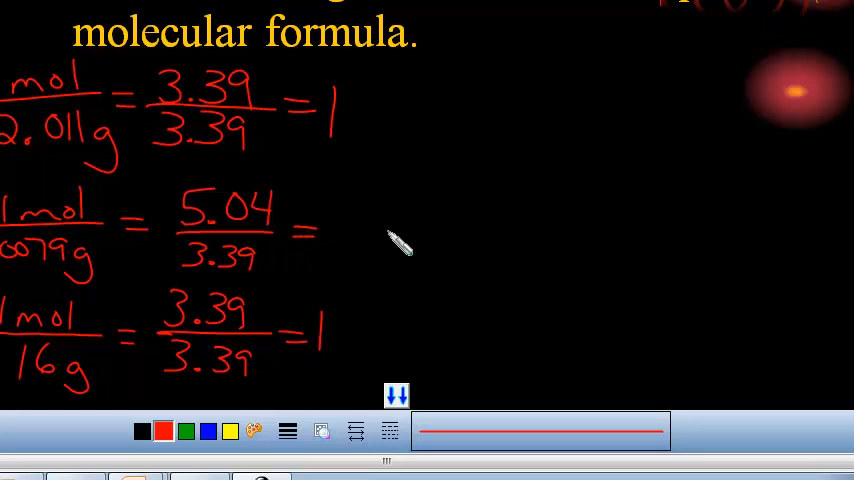 molecular formula.
mol / 2.011g = 3.39 / 3.39 = 1
1mol / 0079g = 5.04 / 3.39 =
1mol / 16g = 3.39 / 3.39 = 1